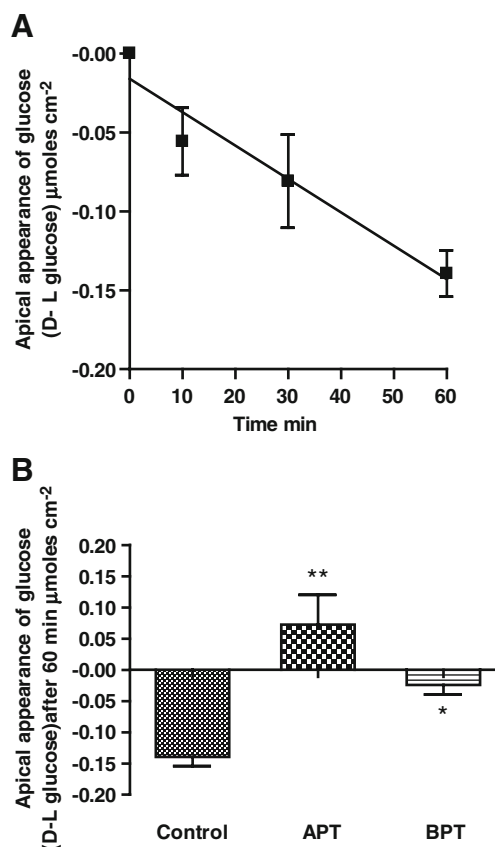 A
Apical appearance of glucose
(D- L glucose) μmoles cm-2
-0.00
-0.05
-0.10
-0.15
-0.20
0 10 20 30 40 50 60
Time min
B
Apical appearance of glucose
(D-L glucose)after 60 min μmoles cm-2
0.20
0.15
0.10
0.05
-0.00
-0.05
-0.10
-0.15
-0.20
**
*
Control APT BPT